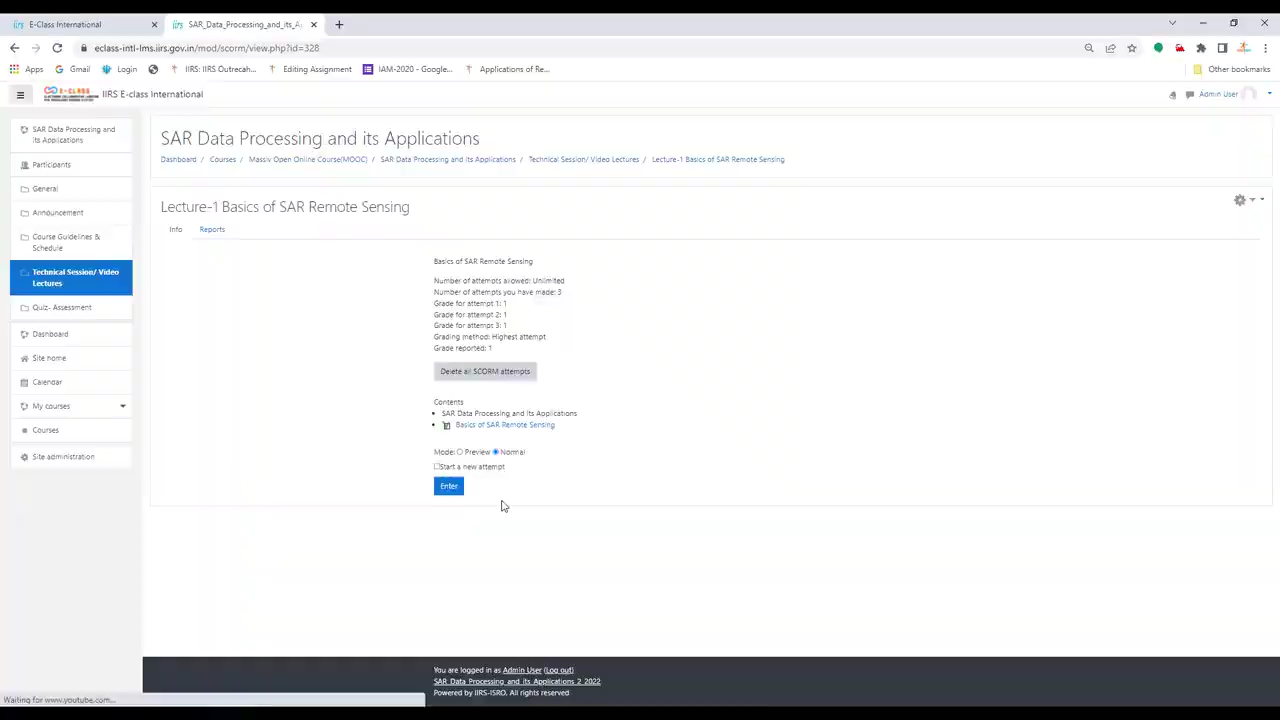 E-Class International
SAR_Data_Processing_and_its_A
eclass-intl-lms.iirs.gov.in/mod/scorm/view.php?id=328
Apps Gmail Login IIRS: IIRS Outrecah... Editing Assignment IAM-2020 - Google... Applications of Re... Other bookmarks
E-CLASS IIRS E-class International Admin User
SAR Data Processing and its Applications
Participants
General
Announcement
Course Guidelines & Schedule
Technical Session/ Video Lectures
Quiz- Assessment
Dashboard
Site home
Calendar
My courses
Courses
Site administration
SAR Data Processing and its Applications
Dashboard / Courses / Massiv Open Online Course(MOOC) / SAR Data Processing and its Applications / Technical Session/ Video Lectures / Lecture-1 Basics of SAR Remote Sensing
Lecture-1 Basics of SAR Remote Sensing
Info Reports
Basics of SAR Remote Sensing
Number of attempts allowed: Unlimited
Number of attempts you have made: 3
Grade for attempt 1: 1
Grade for attempt 2: 1
Grade for attempt 3: 1
Grading method: Highest attempt
Grade reported: 1
Delete all SCORM attempts
Contents
SAR Data Processing and its Applications
Basics of SAR Remote Sensing
Mode: Preview Normal
Start a new attempt
Enter
You are logged in as Admin User (Log out)
SAR Data Processing and its Applications 2 2022
Powered by IIRS-ISRO. All rights reserved
Waiting for www.youtube.com...